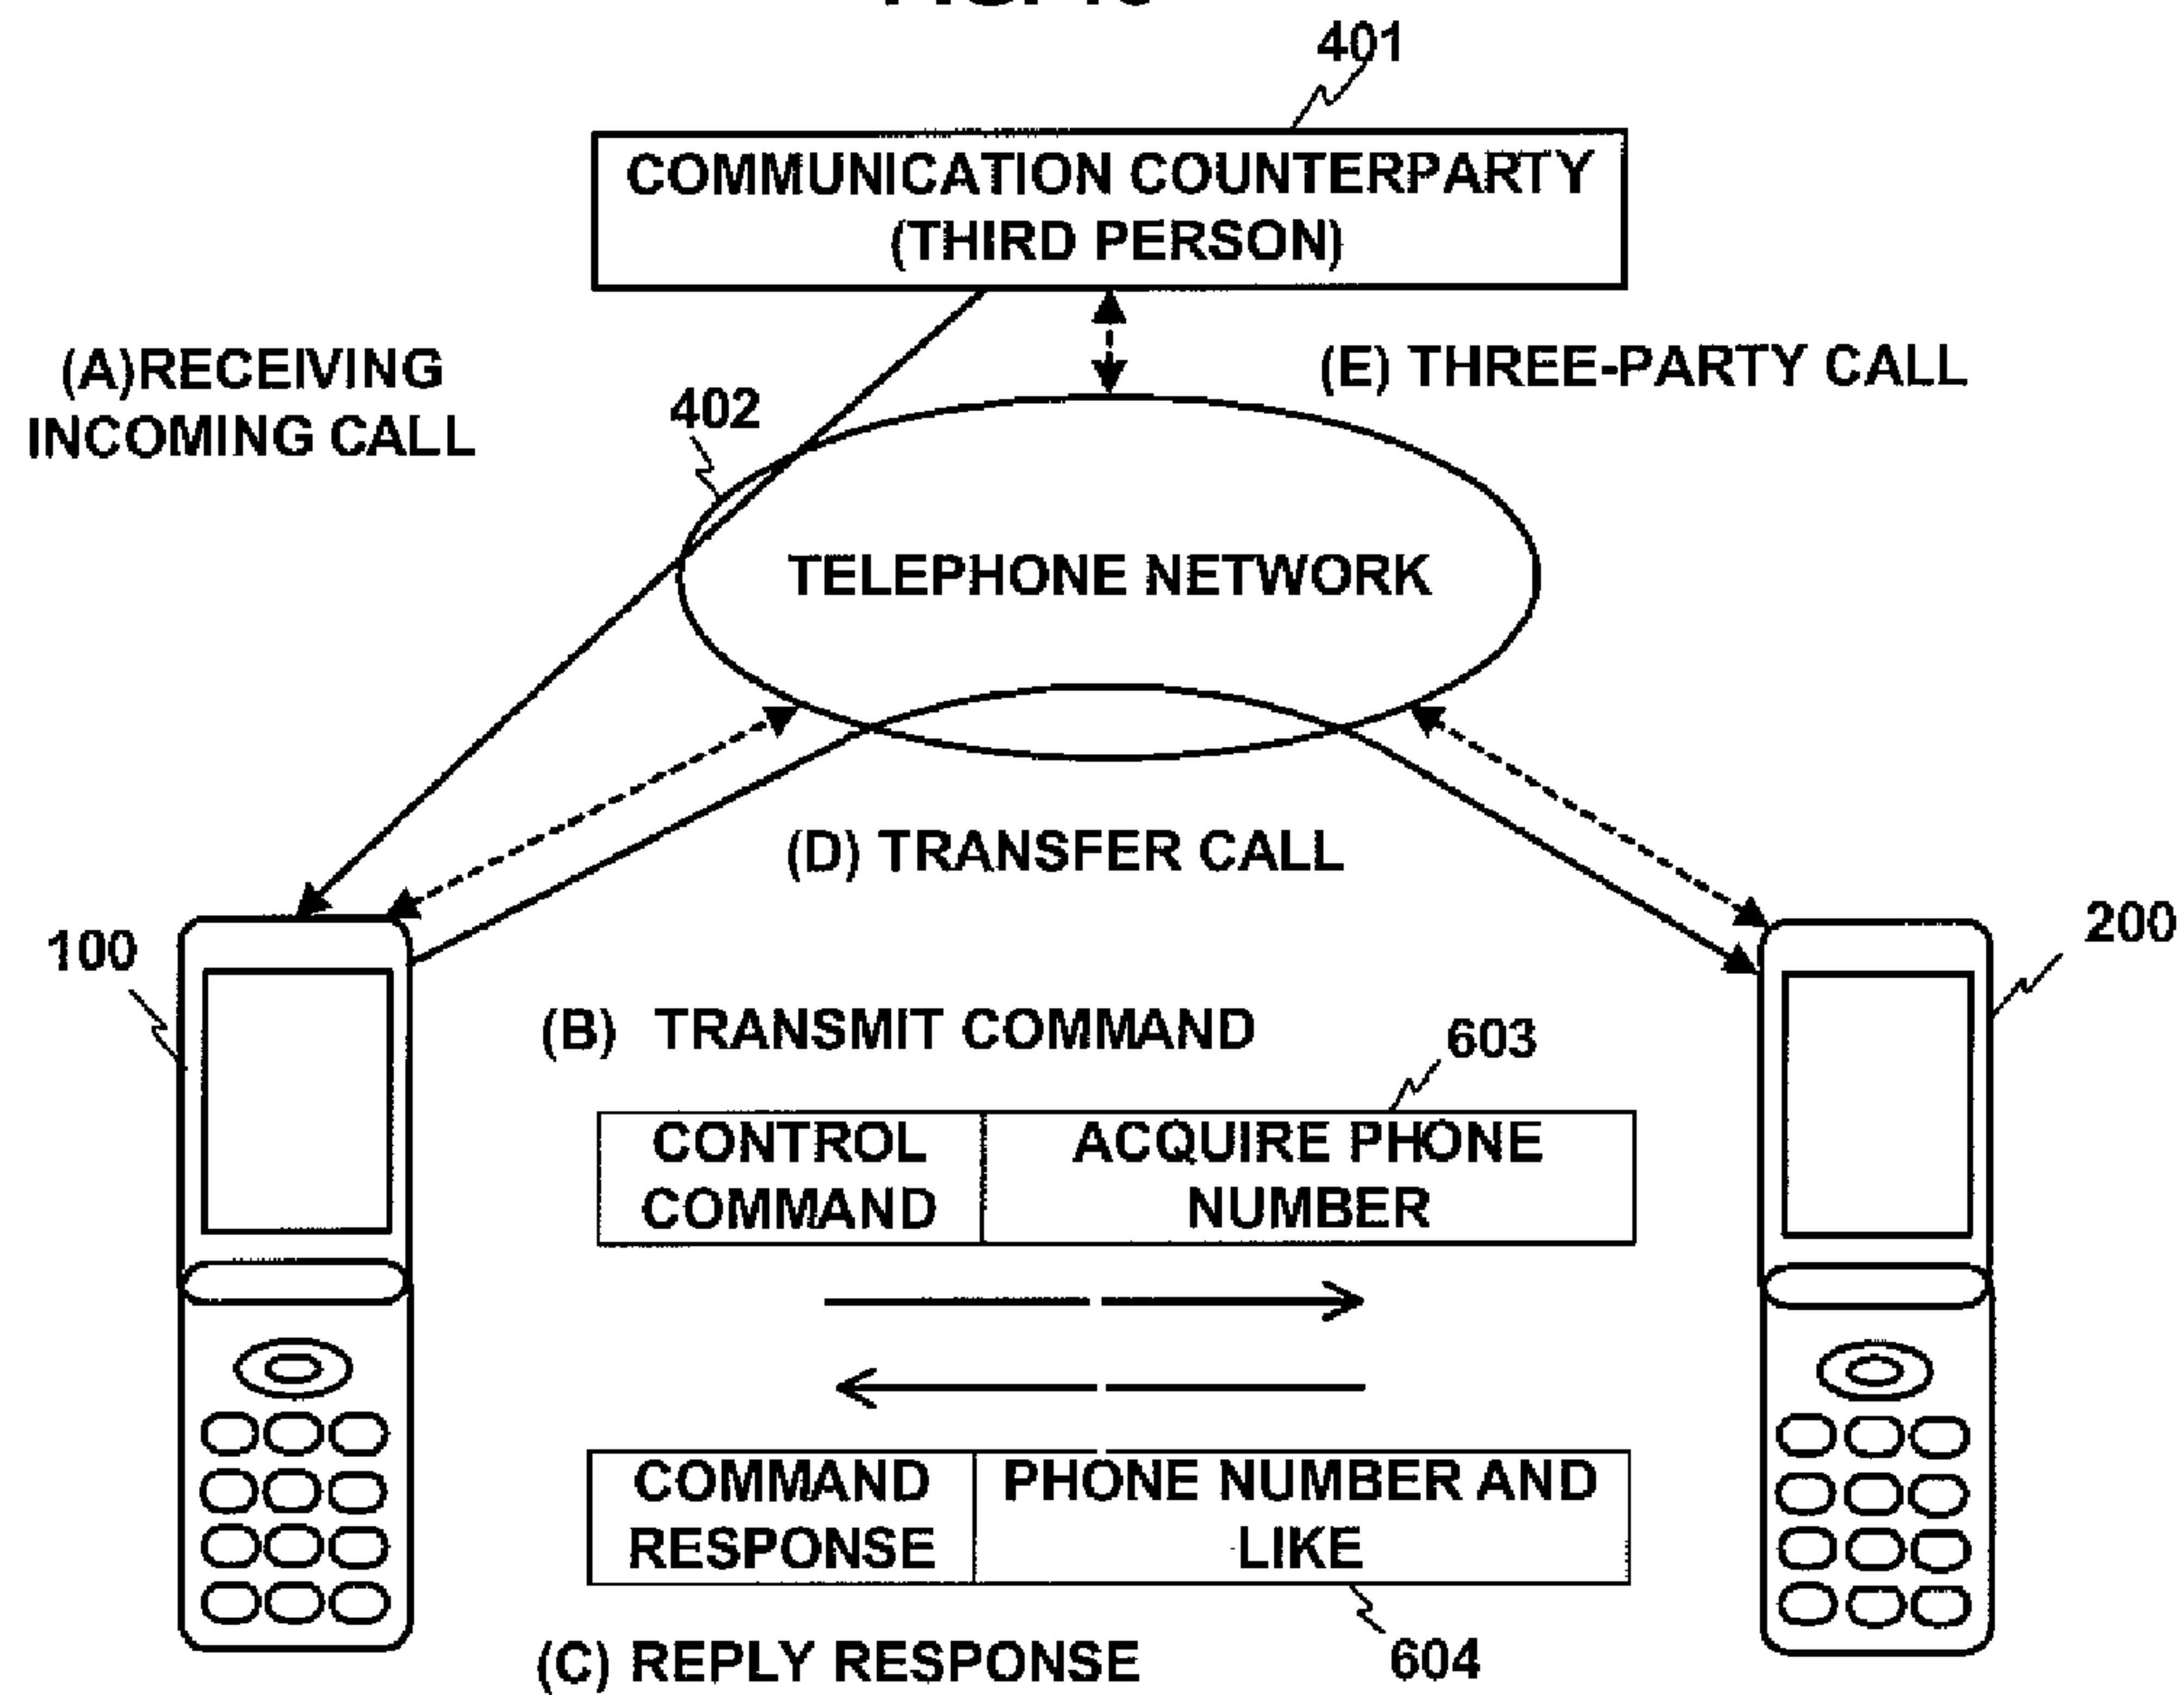 401
COMMUNICATION COUNTERPARTY
(THIRD PERSON)
(A)RECEIVING
INCOMING CALL
402
(E) THREE-PARTY CALL
TELEPHONE NETWORK
(D) TRANSFER CALL
100
200
(B) TRANSMIT COMMAND
603
CONTROL
COMMAND
ACQUIRE PHONE
NUMBER
COMMAND
RESPONSE
PHONE NUMBER AND
LIKE
(C) REPLY RESPONSE
604